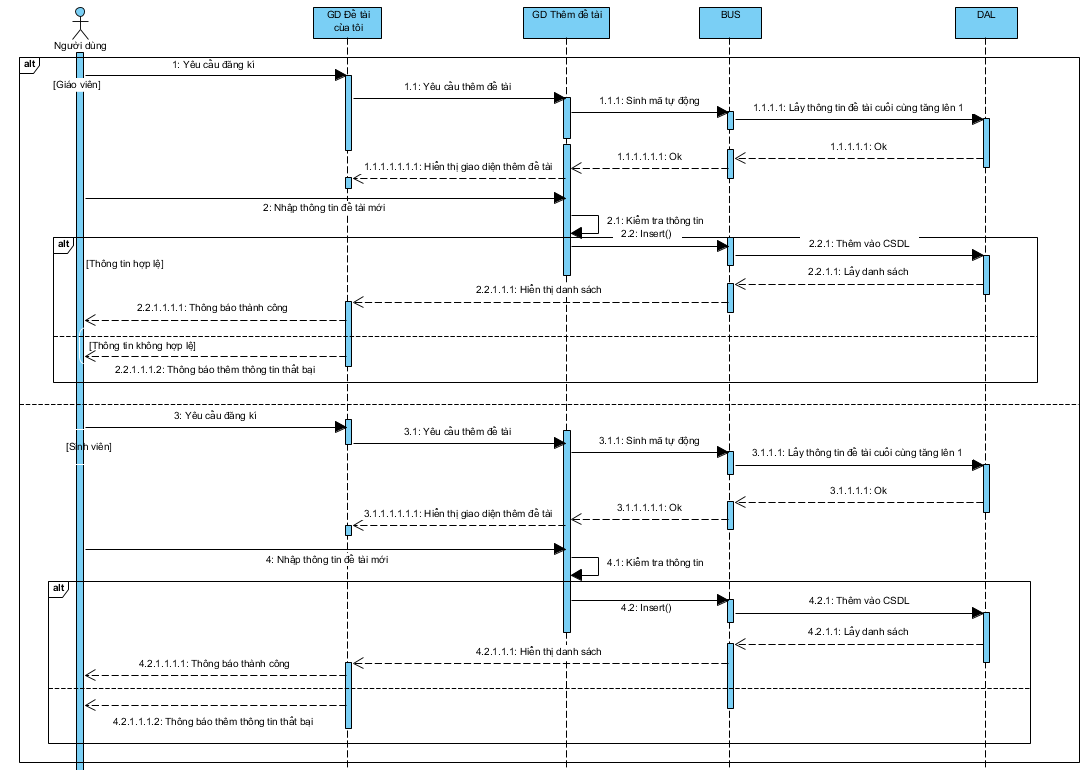 GD Đề tài
của tôi
GD Thêm đề tài
BUS
DAL
Người dùng
alt
1: Yêu cầu đăng kí
[Giáo viên]
1.1: Yêu cầu thêm đề tài
1.1.1: Sinh mã tự động
1.1.1.1: Lấy thông tin đề tài cuối cùng tăng lên 1
1.1.1.1.1: Ok
1.1.1.1.1.1: Ok
1.1.1.1.1.1.1: Hiển thị giao diện thêm đề tài
2: Nhập thông tin đề tài mới
2.1: Kiểm tra thông tin
2.2: Insert()
alt
2.2.1: Thêm vào CSDL
[Thông tin hợp lệ]
2.2.1.1: Lấy danh sách
2.2.1.1.1: Hiển thị danh sách
2.2.1.1.1.1: Thông báo thành công
[Thông tin không hợp lệ]
2.2.1.1.1.2: Thông báo thêm thông tin thất bại
3: Yêu cầu đăng kí
[Sinh viên]
3.1: Yêu cầu thêm đề tài
3.1.1: Sinh mã tự động
3.1.1.1: Lấy thông tin đề tài cuối cùng tăng lên 1
3.1.1.1.1: Ok
3.1.1.1.1.1: Ok
3.1.1.1.1.1.1: Hiển thị giao diện thêm đề tài
4: Nhập thông tin đề tài mới
4.1: Kiểm tra thông tin
alt
4.2: Insert()
4.2.1: Thêm vào CSDL
4.2.1.1: Lấy danh sách
4.2.1.1.1: Hiển thị danh sách
4.2.1.1.1.1: Thông báo thành công
4.2.1.1.1.2: Thông báo thêm thông tin thất bại